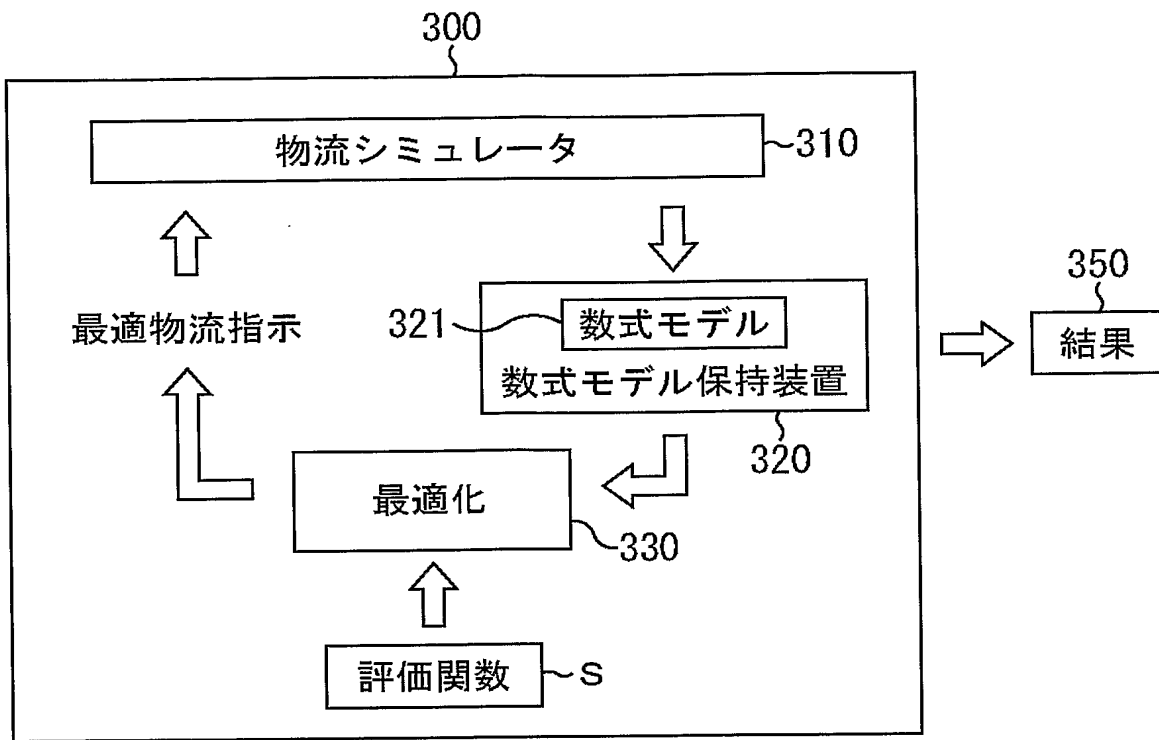 300
物流シミュレータ
310
最適物流指示
321
数式モデル
数式モデル保持装置
320
350
結果
最適化
330
評価関数
S